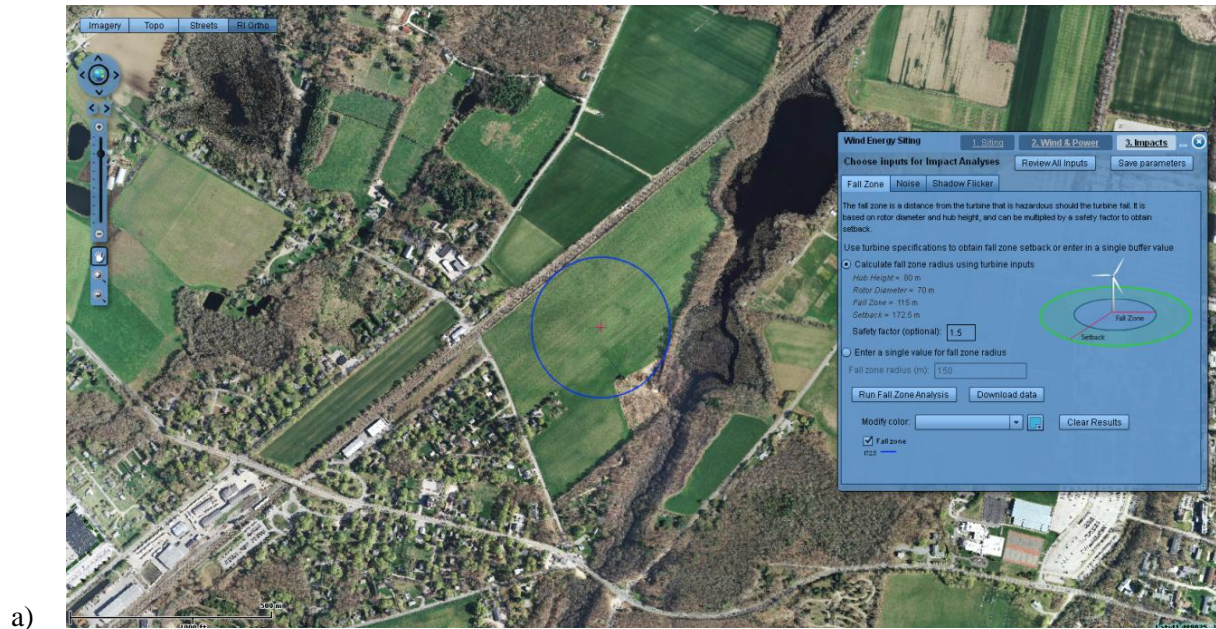 Imagery Topo Streets RI Ortho
Wind Energy Siting 1. Siting 2. Wind & Power 3. Impacts
Choose inputs for Impact Analyses Review All Inputs Save parameters
Fall Zone Noise Shadow Flicker
The fall zone is a distance from the turbine that is hazardous should the turbine fail. It is
based on rotor diameter and hub height, and can be multiplied by a safety factor to obtain
setback.
Use turbine specifications to obtain fall zone setback or enter in a single buffer value
Calculate fall zone radius using turbine inputs
Hub Height = 80 m
Rotor Diameter = 70 m
Fall Zone = 115 m
Setback = 172.5 m
Safety factor (optional): 1.5
Fall Zone
Setback
Enter a single value for fall zone radius
Fall zone radius (m): 150
Run Fall Zone Analysis Download data
Modify color: Clear Results
Fall zone
172.5
500 m
1000 ft
a)